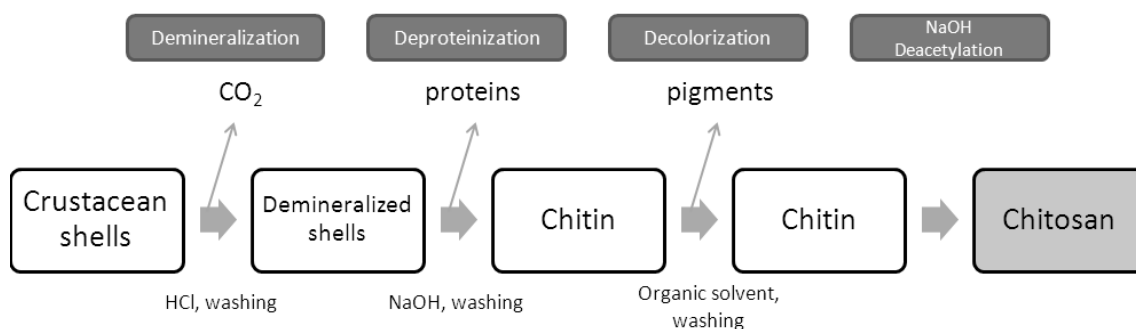 Demineralization
Deproteinization
Decolorization
NaOH
Deacetylation
CO₂
proteins
pigments
Crustacean
shells
Demineralized
shells
Chitin
Chitin
Chitosan
HCl, washing
NaOH, washing
Organic solvent,
washing